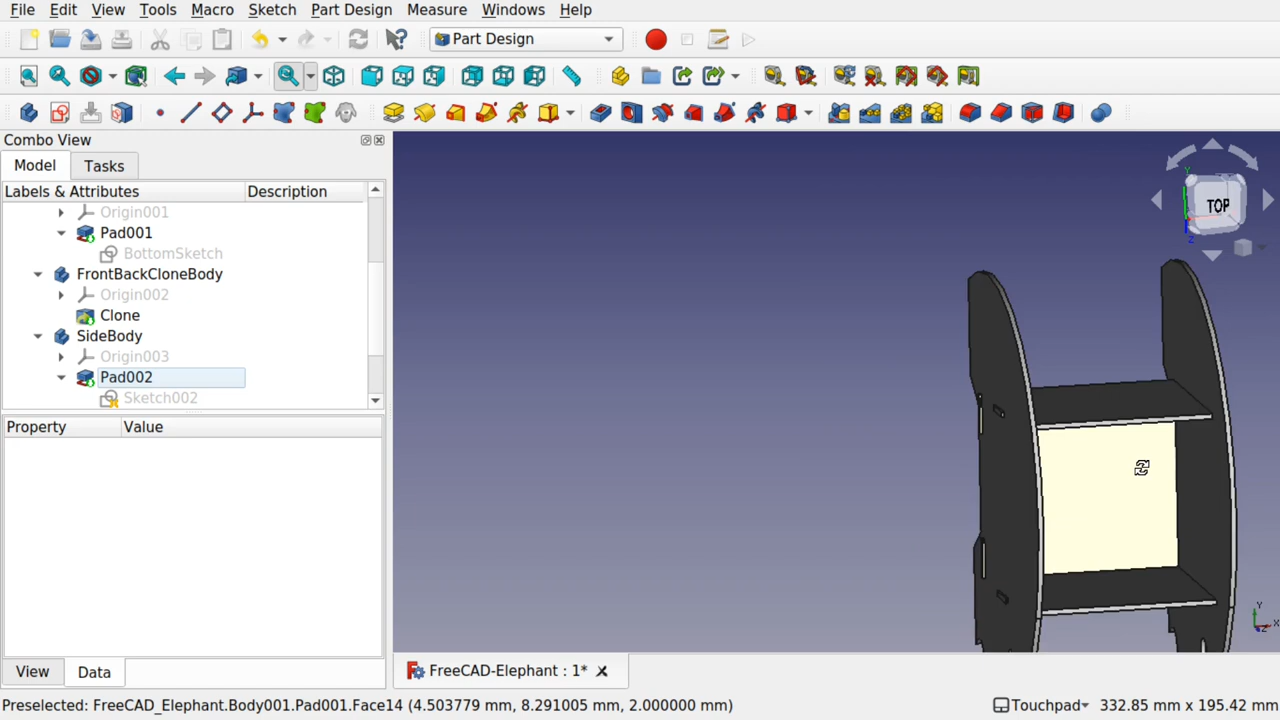 File Edit View Tools Macro Sketch Part Design Measure Windows Help
Part Design
Combo View
Model Tasks
Labels & Attributes Description
Origin001
Pad001
BottomSketch
FrontBackCloneBody
Origin002
Clone
SideBody
Origin003
Pad002
Sketch002
Property Value
View Data
TOP
Y
Z
Y
Z
X
FreeCAD-Elephant : 1*
Preselected: FreeCAD_Elephant.Body001.Pad001.Face14 (4.503779 mm, 8.291005 mm, 2.000000 mm)
Touchpad 332.85 mm x 195.42 mm